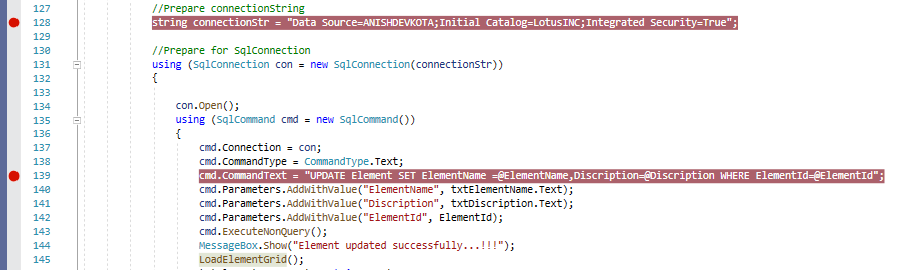 127 //Prepare connectionString
128 string connectionStr = "Data Source=ANISHDEVKOTA;Initial Catalog=LotusINC;Integrated Security=True";
129
130 //Prepare for SqlConnection
131 using (SqlConnection con = new SqlConnection(connectionStr))
132 {
133
134 con.Open();
135 using (SqlCommand cmd = new SqlCommand())
136 {
137 cmd.Connection = con;
138 cmd.CommandType = CommandType.Text;
139 cmd.CommandText = "UPDATE Element SET ElementName =@ElementName,Discription=@Discription WHERE ElementId=@ElementId";
140 cmd.Parameters.AddWithValue("ElementName", txtElementName.Text);
141 cmd.Parameters.AddWithValue("Discription", txtDiscription.Text);
142 cmd.Parameters.AddWithValue("ElementId", ElementId);
143 cmd.ExecuteNonQuery();
144 MessageBox.Show("Element updated successfully...!!!");
145 LoadElementGrid();